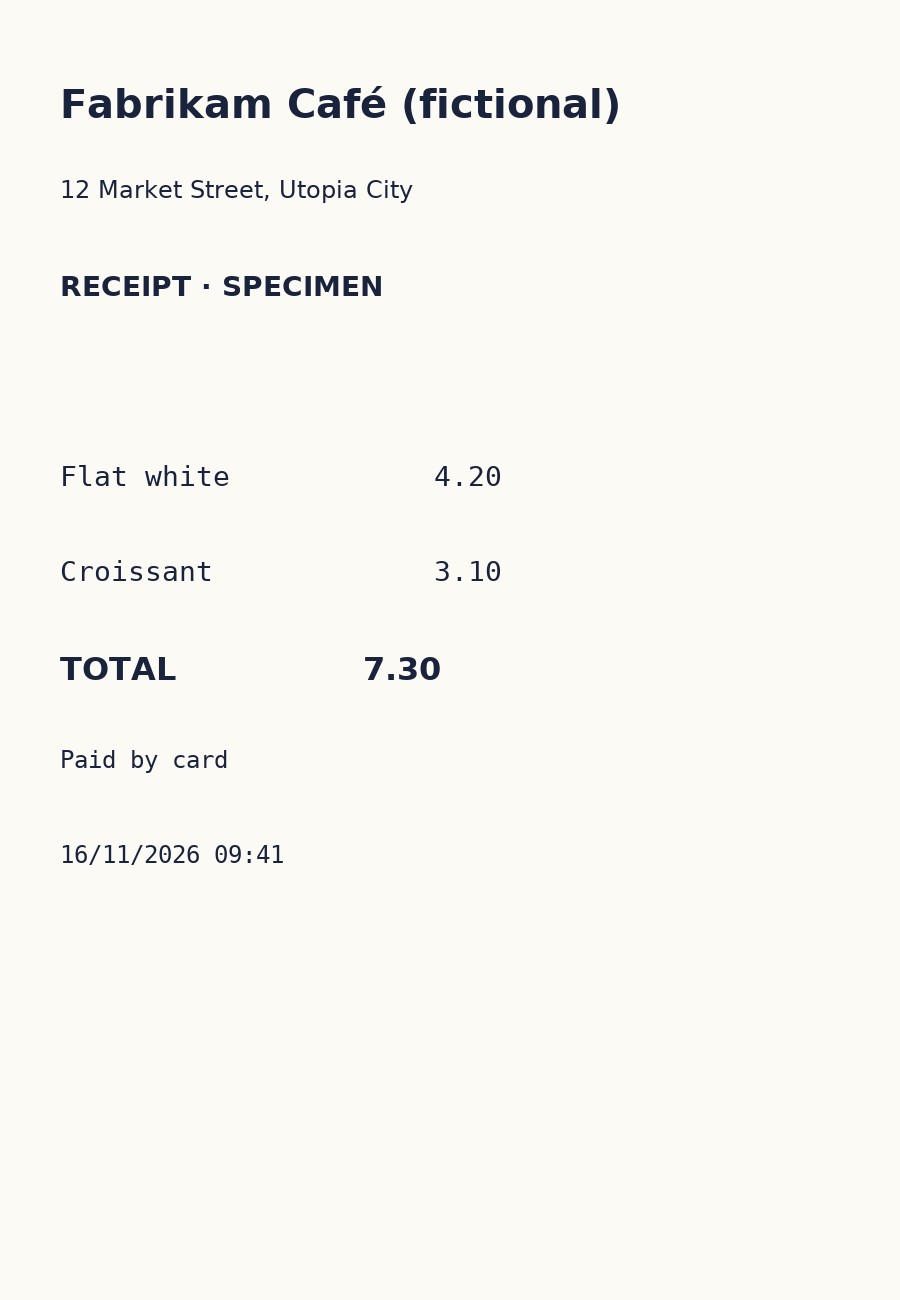 Fabrikam Café (fictional)
12 Market Street, Utopia City
RECEIPT · SPECIMEN
Flat white 4.20
Croissant 3.10
TOTAL 7.30
Paid by card
16/11/2026 09:41